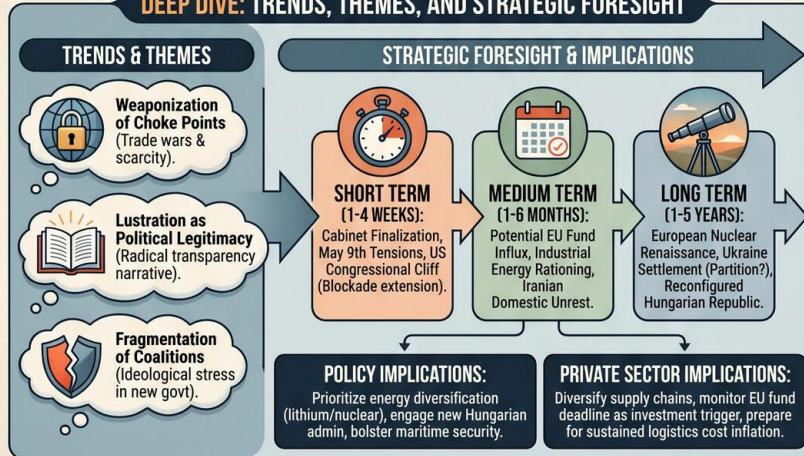 DEEP DIVE: TRENDS, THEMES, AND STRATEGIC FORESIGHT
TRENDS & THEMES
Weaponization
of Choke Points
(Trade wars &
scarcity).
Lustration as
Political Legitimacy
(Radical transparency
narrative).
Fragmentation
of Coalitions
(Ideological stress
in new govt).
STRATEGIC FORESIGHT & IMPLICATIONS
SHORT TERM
(1-4 WEEKS):
Cabinet Finalization,
May 9th Tensions, US
Congressional Cliff
(Blockade extension).
MEDIUM TERM
(1-6 MONTHS):
Potential EU Fund
Influx, Industrial
Energy Rationing,
Iranian
Domestic Unrest.
LONG TERM
(1-5 YEARS):
European Nuclear
Renaissance, Ukraine
Settlement (Partition?),
Reconfigured
Hungarian Republic.
POLICY IMPLICATIONS:
Prioritize energy diversification
(lithium/nuclear), engage new Hungarian
admin, bolster maritime security.
PRIVATE SECTOR IMPLICATIONS:
Diversify supply chains, monitor EU fund
deadline as investment trigger, prepare
for sustained logistics cost inflation.